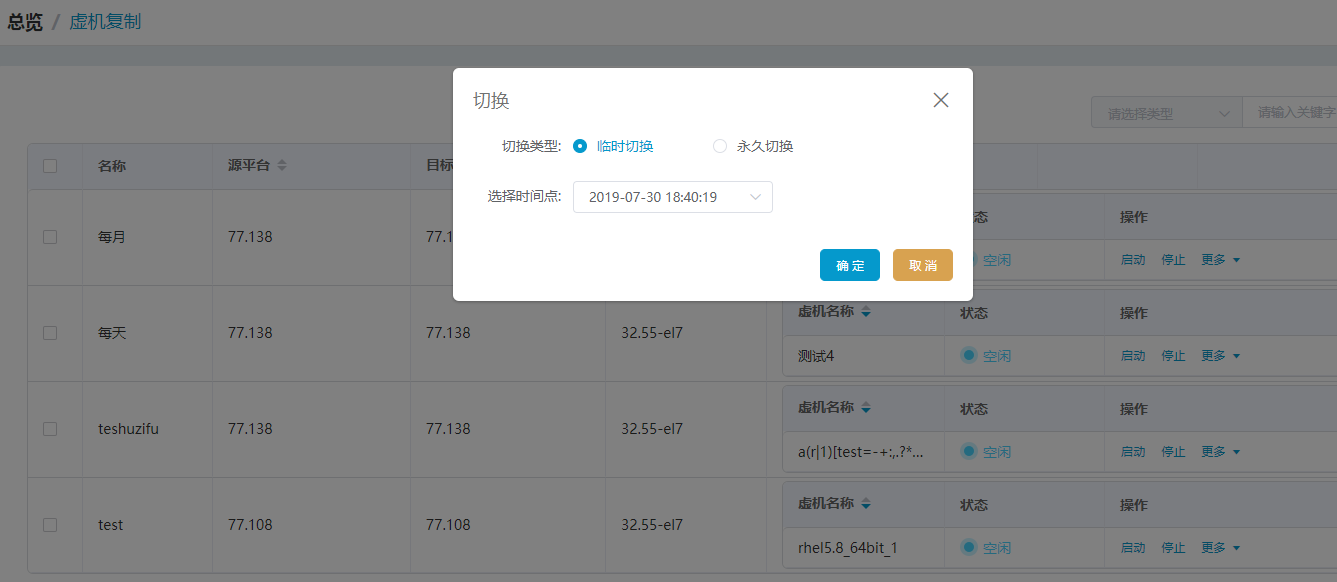 总览 / 虚机复制
切换
切换类型: 临时切换 永久切换
选择时间点: 2019-07-30 18:40:19
确定 取消
请选择类型 请输入关键字
名称 源平台 目标
态 操作
每月 77.138 77.1
空闲 启动 停止 更多
虚机名称 状态 操作
每天 77.138 77.138 32.55-el7
测试4 空闲 启动 停止 更多
虚机名称 状态 操作
teshuzifu 77.138 77.138 32.55-el7
a(r|1)[test=-+:,.?*... 空闲 启动 停止 更多
虚机名称 状态 操作
test 77.108 77.108 32.55-el7
rhel5.8_64bit_1 空闲 启动 停止 更多